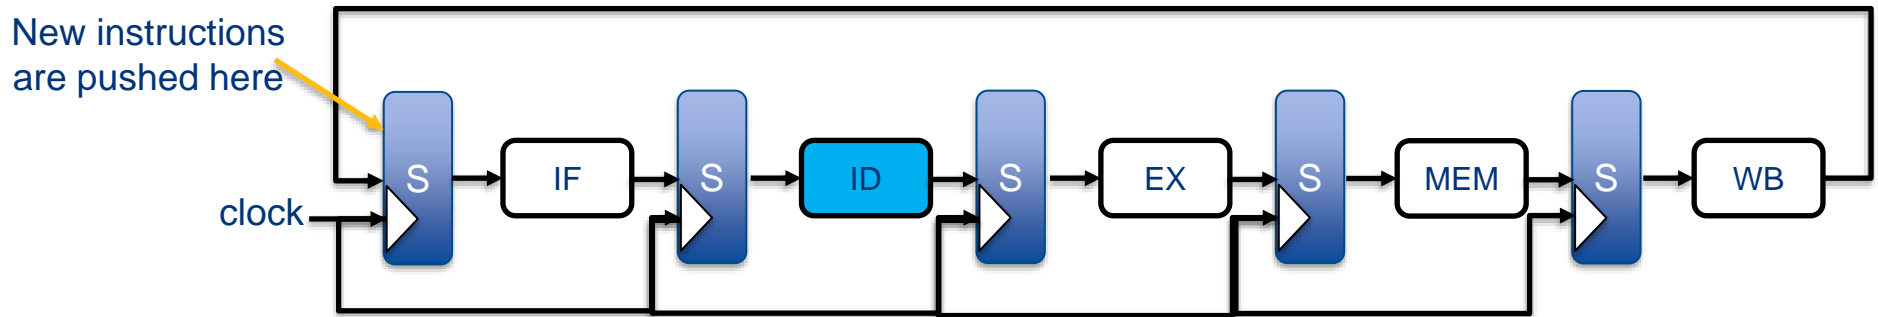 New instructions
are pushed here
S
IF
S
ID
S
EX
S
MEM
S
WB
clock